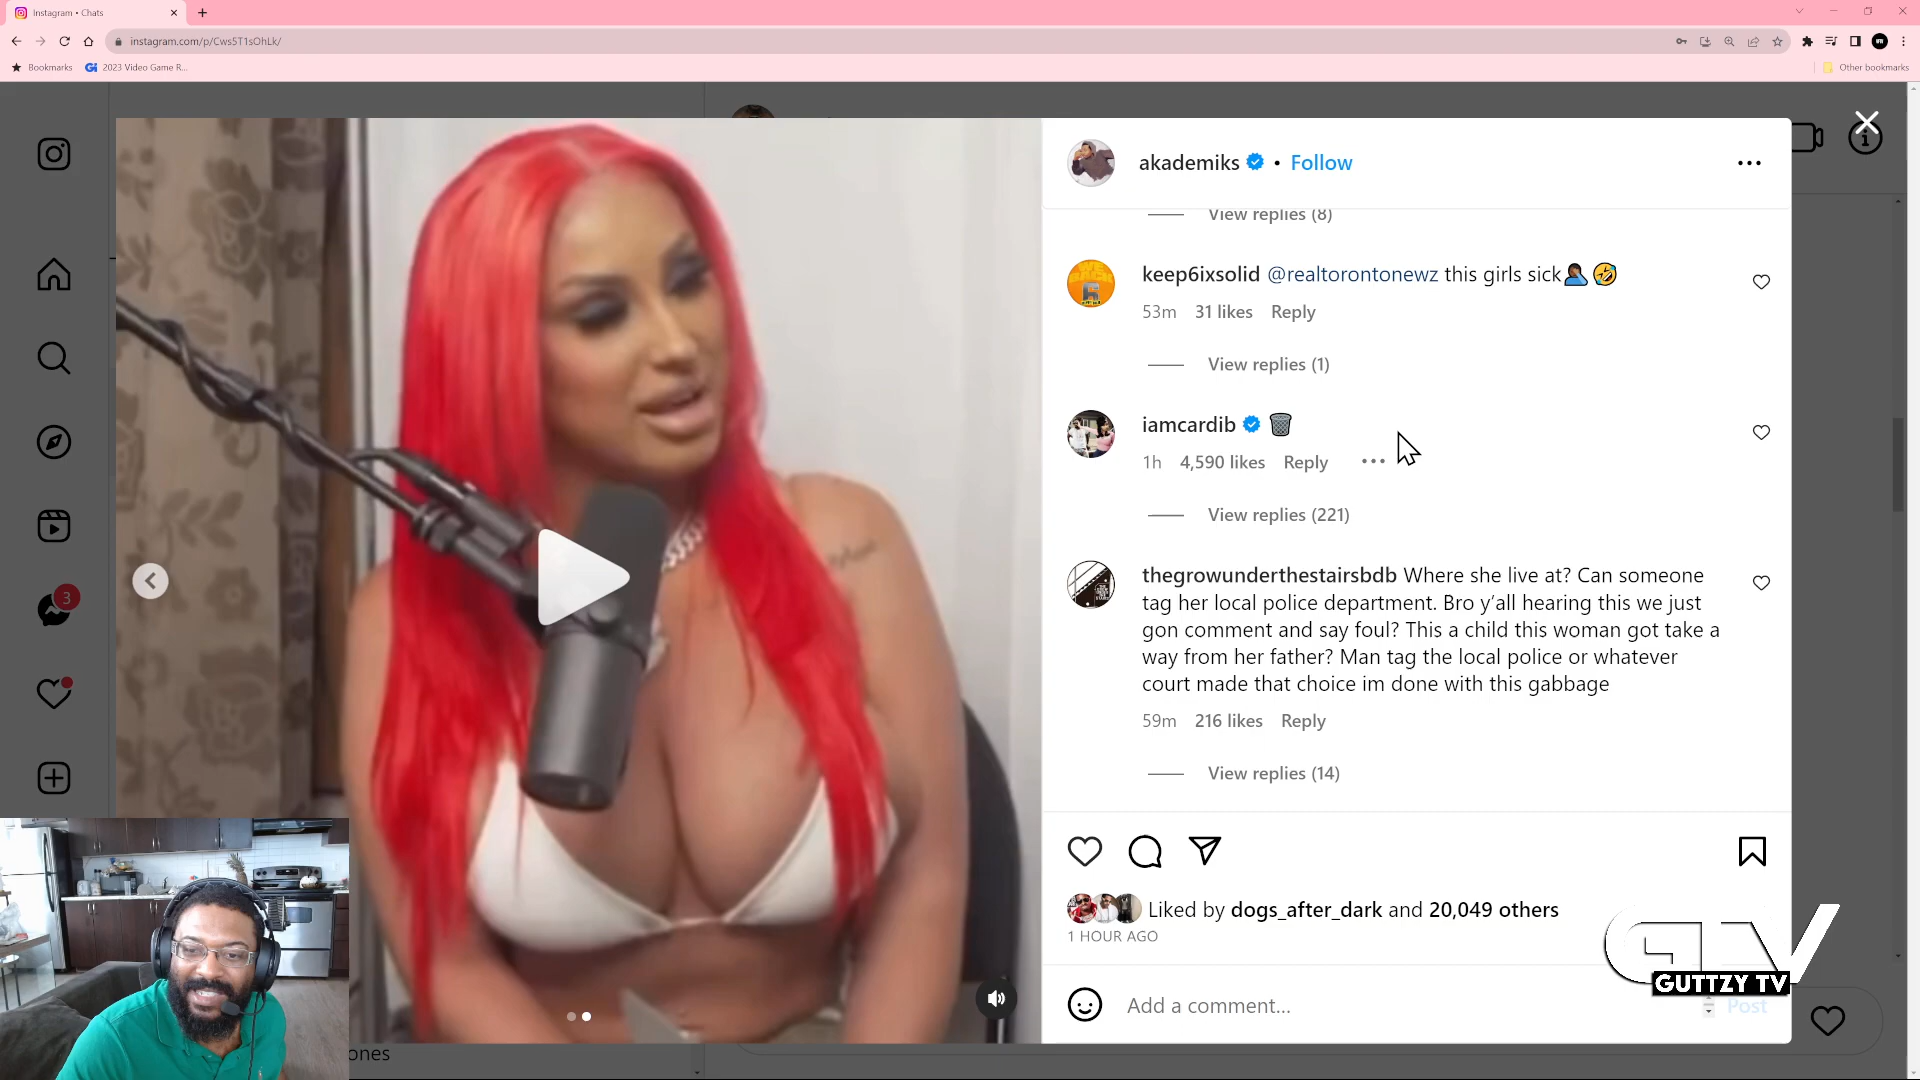 Instagram • Chats
instagram.com/p/Cws5T1sOhLk/
Bookmarks
2023 Video Game R...
Other bookmarks
akademiks • Follow
View replies (8)
keep6ixsolid @realtorontonewz this girls sick🤦🏾‍♀️🤣
53m 31 likes Reply
View replies (1)
iamcardib 🗑️
1h 4,590 likes Reply
View replies (221)
thegrowunderthestairsbdb Where she live at? Can someone
tag her local police department. Bro y’all hearing this we just
gon comment and say foul? This a child this woman got take a
way from her father? Man tag the local police or whatever
court made that choice im done with this gabbage
59m 216 likes Reply
View replies (14)
3
Liked by dogs_after_dark and 20,049 others
1 HOUR AGO
GTV
GUTTZY TV
Add a comment...
Post
ones